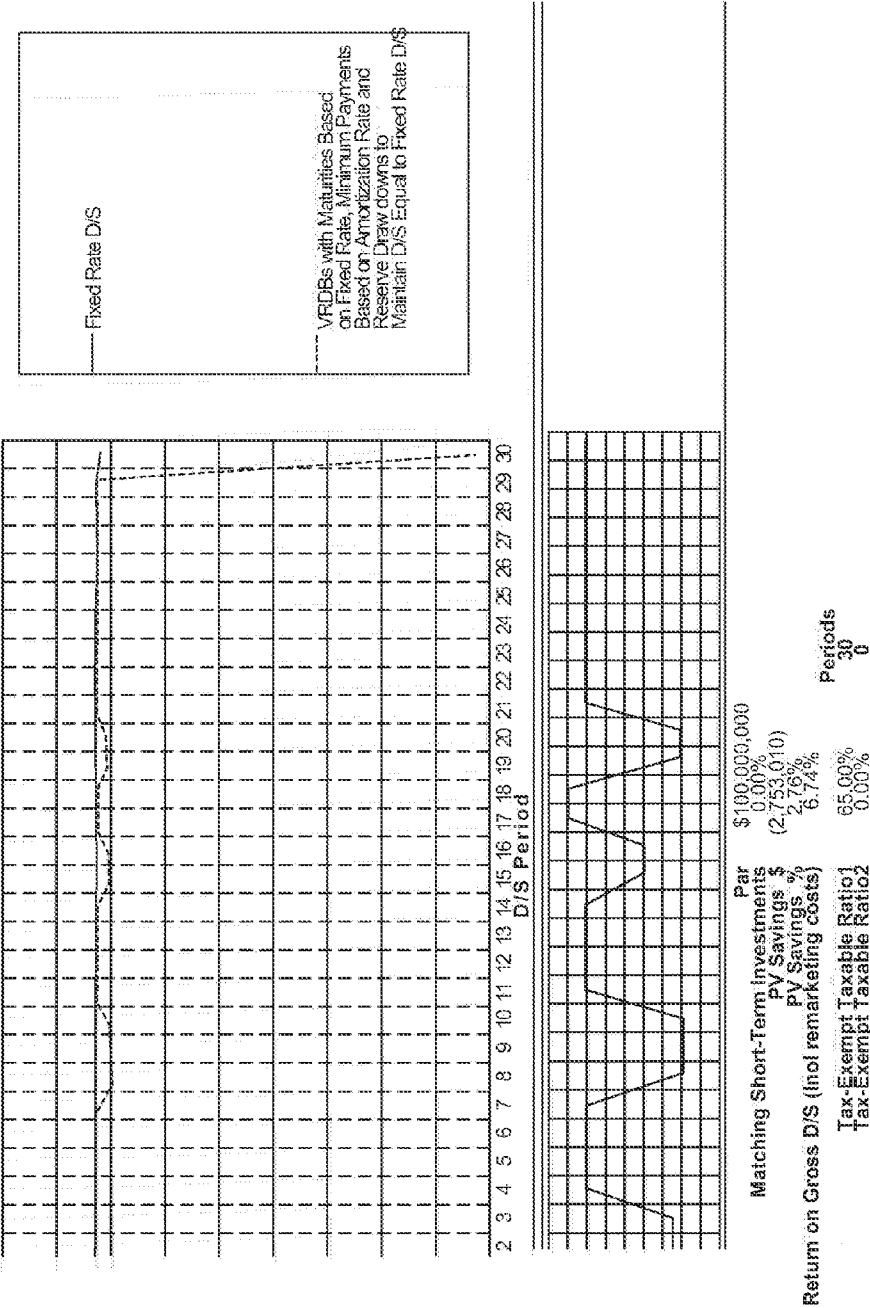 Fixed Rate D/S
VRDBs with Maturities Based
on Fixed Rate, Minimum Payments
Based on Amortization Rate and
Reserve Draw downs to
Maintain D/S Equal to Fixed Rate D/S
2 3 4 5 6 7 8 9 10 11 12 13 14 15 16 17 18 19 20 21 22 23 24 25 26 27 28 29 30
D/S Period
Par $100,000,000
Matching Short-Term Investments 0.00%
PV Savings $ (2,753,010)
PV Savings % 2.76%
Return on Gross D/S (Incl remarketing costs) 6.74%
Periods
Tax-Exempt Taxable Ratio1 65.00% 30
Tax-Exempt Taxable Ratio2 0.00% 0